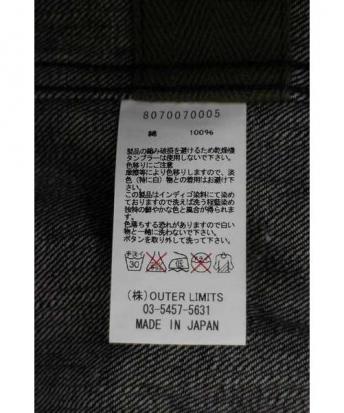 8070070005
綿 100%
製品の縮み破損を避けるため乾燥機
タンブラーは使用しないで下さい。
色移りにご注意
摩擦等により色移りしますので、淡
色(特に白)物との着用はお避け下
さい。
この製品はインディゴ染料にて染め
ておりますので洗えば洗う程藍染め
独特の鮮やかな色と風合が得られま
す。
色落ちする恐れがありますので白い
物と一緒に洗わないで下さい。
ボタンを取り外して洗って下さい。
手洗イ 30 低
(株)OUTER LIMITS
03-5457-5631
MADE IN JAPAN